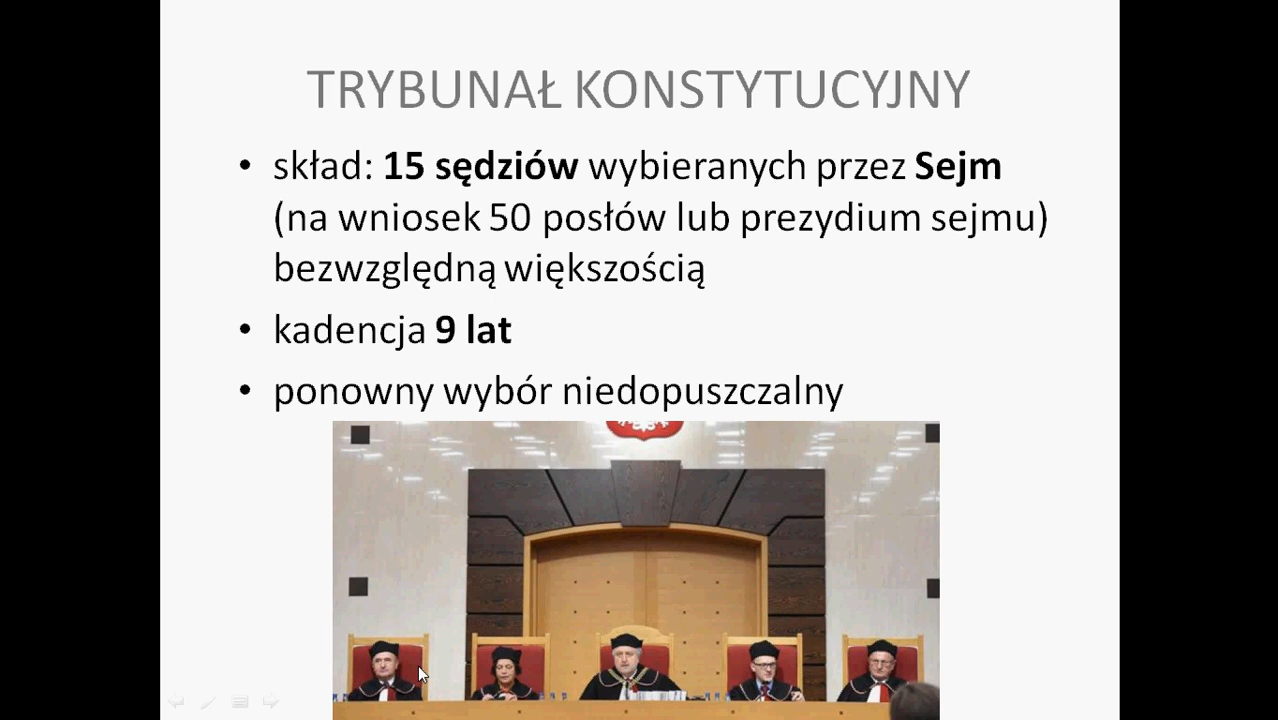 TRYBUNAŁ KONSTYTUCYJNY
• skład: 15 sędziów wybieranych przez Sejm
(na wniosek 50 posłów lub prezydium sejmu)
bezwzględną większością
• kadencja 9 lat
• ponowny wybór niedopuszczalny